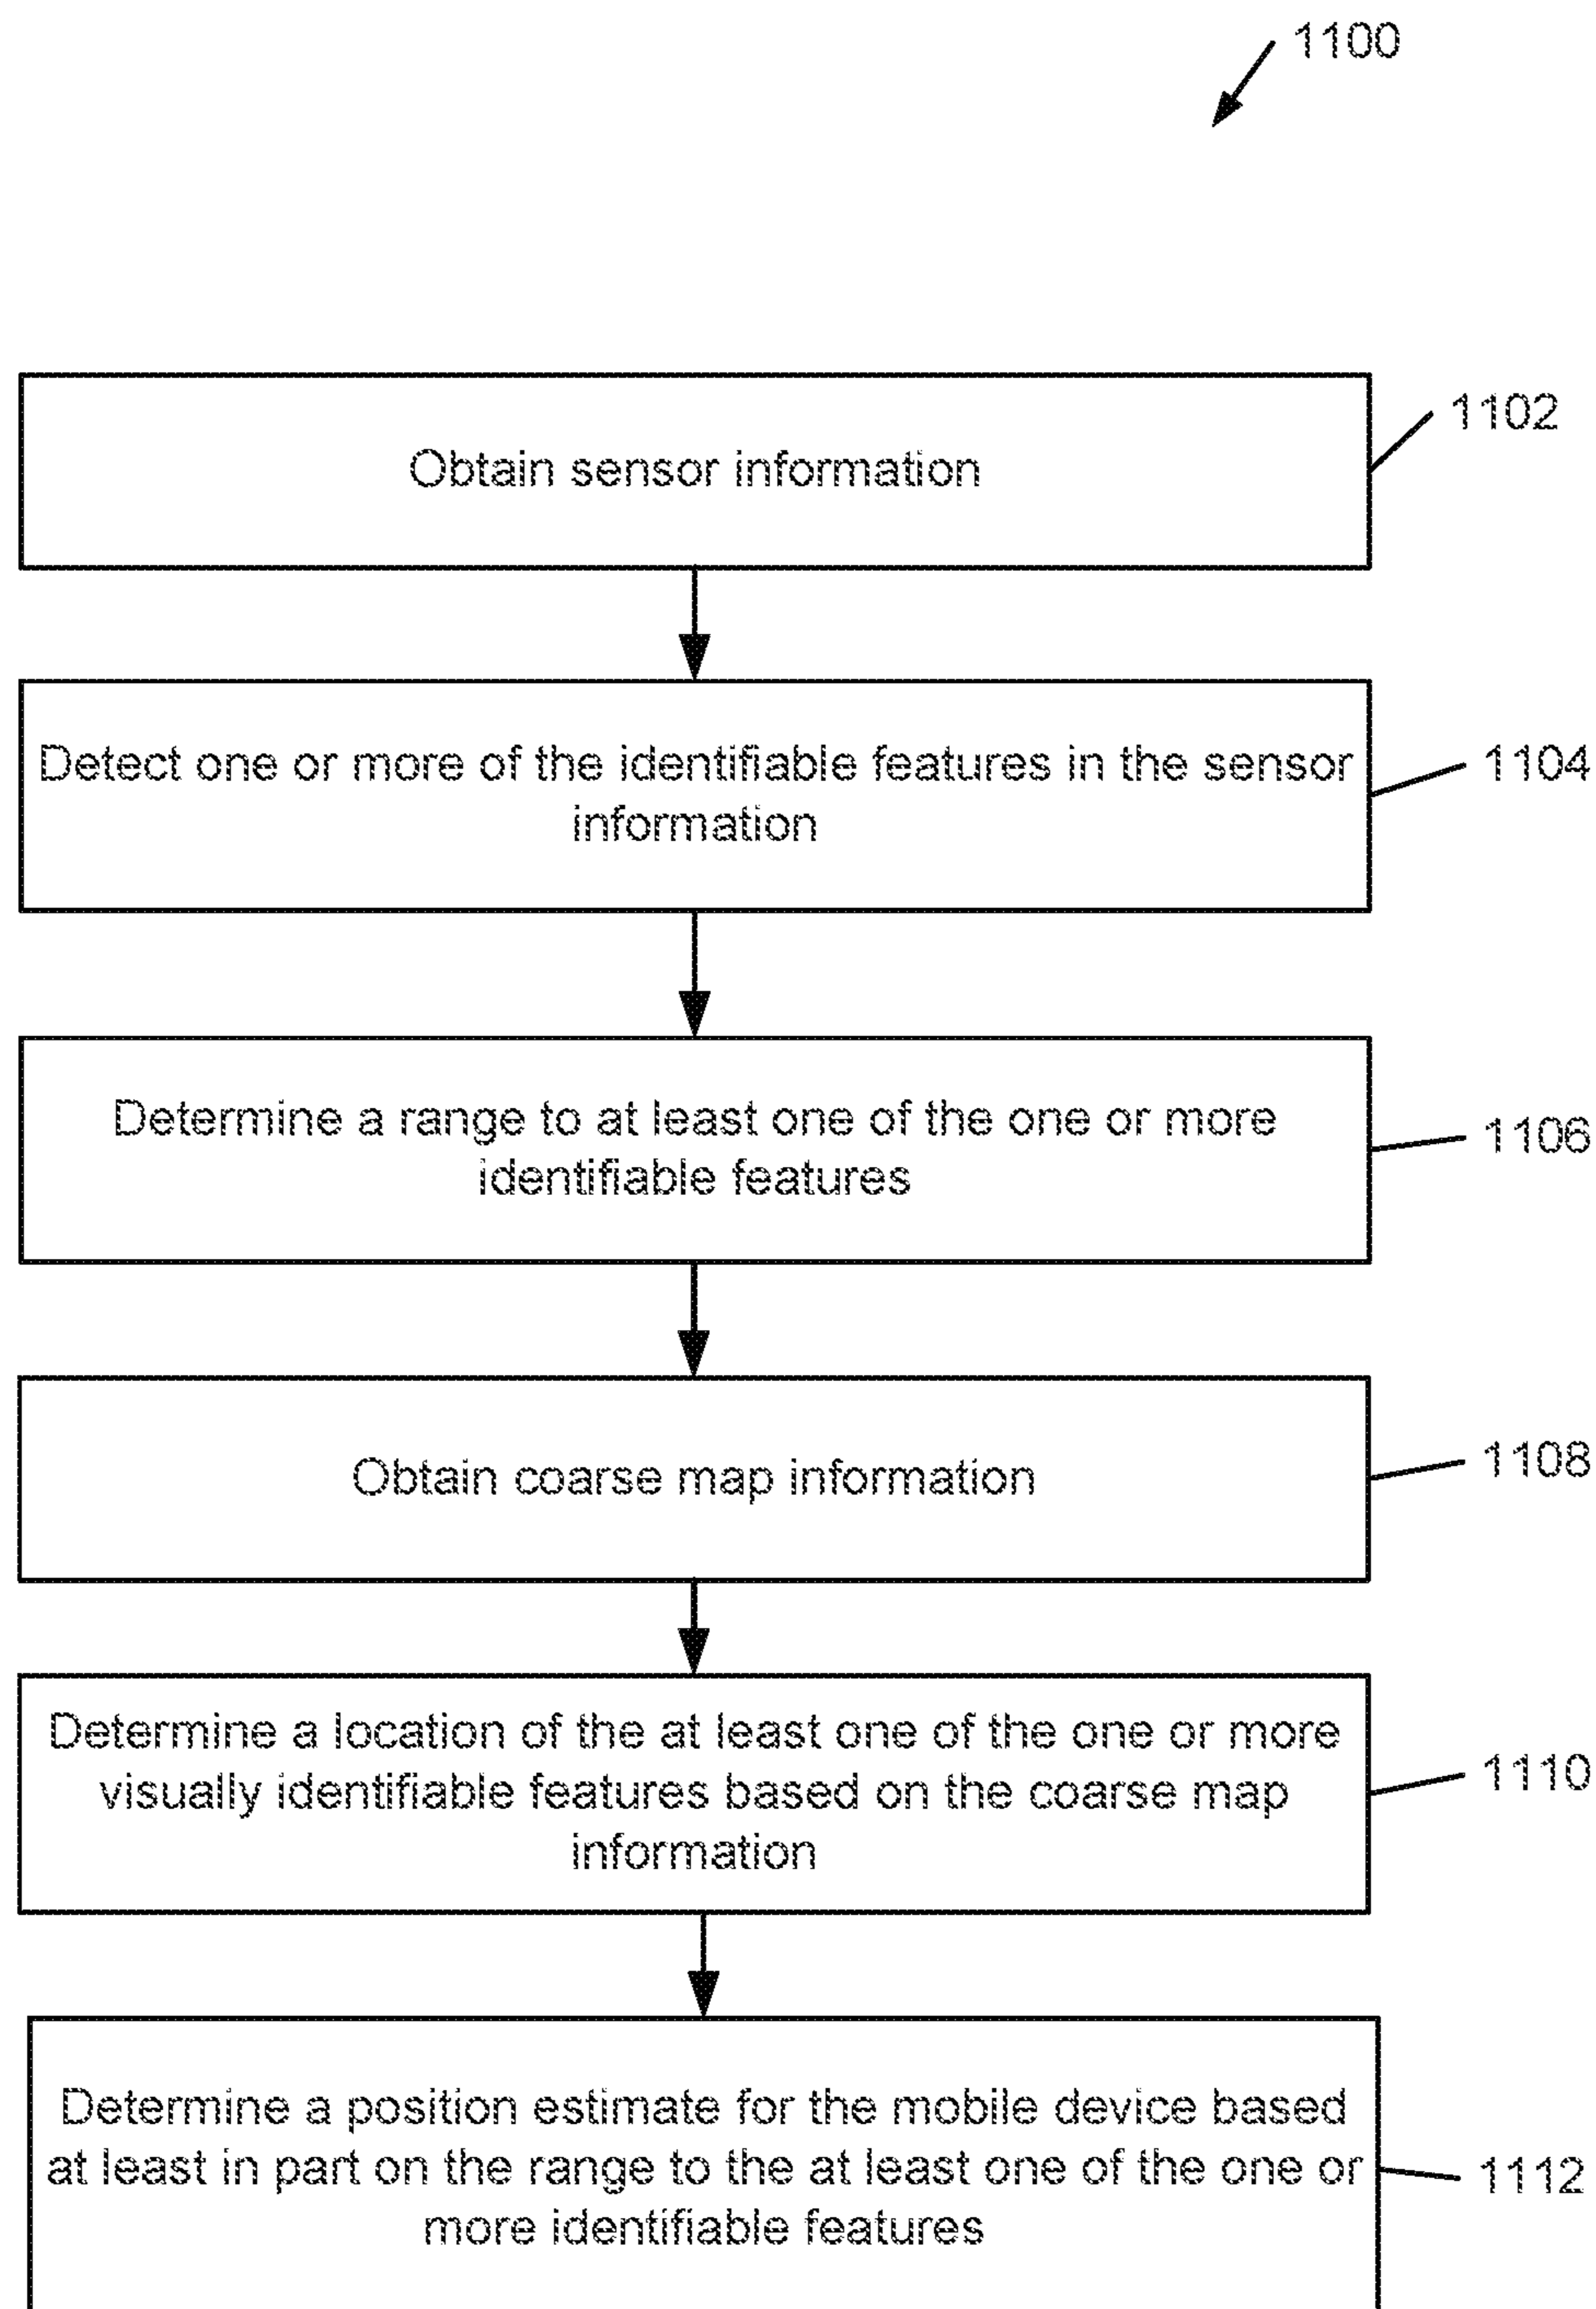 1100
Obtain sensor information
1102
Detect one or more of the identifiable features in the sensor
information
1104
Determine a range to at least one of the one or more
identifiable features
1106
Obtain coarse map information
1108
Determine a location of the at least one of the one or more
visually identifiable features based on the coarse map
information
1110
Determine a position estimate for the mobile device based
at least in part on the range to the at least one of the one or
more identifiable features
1112